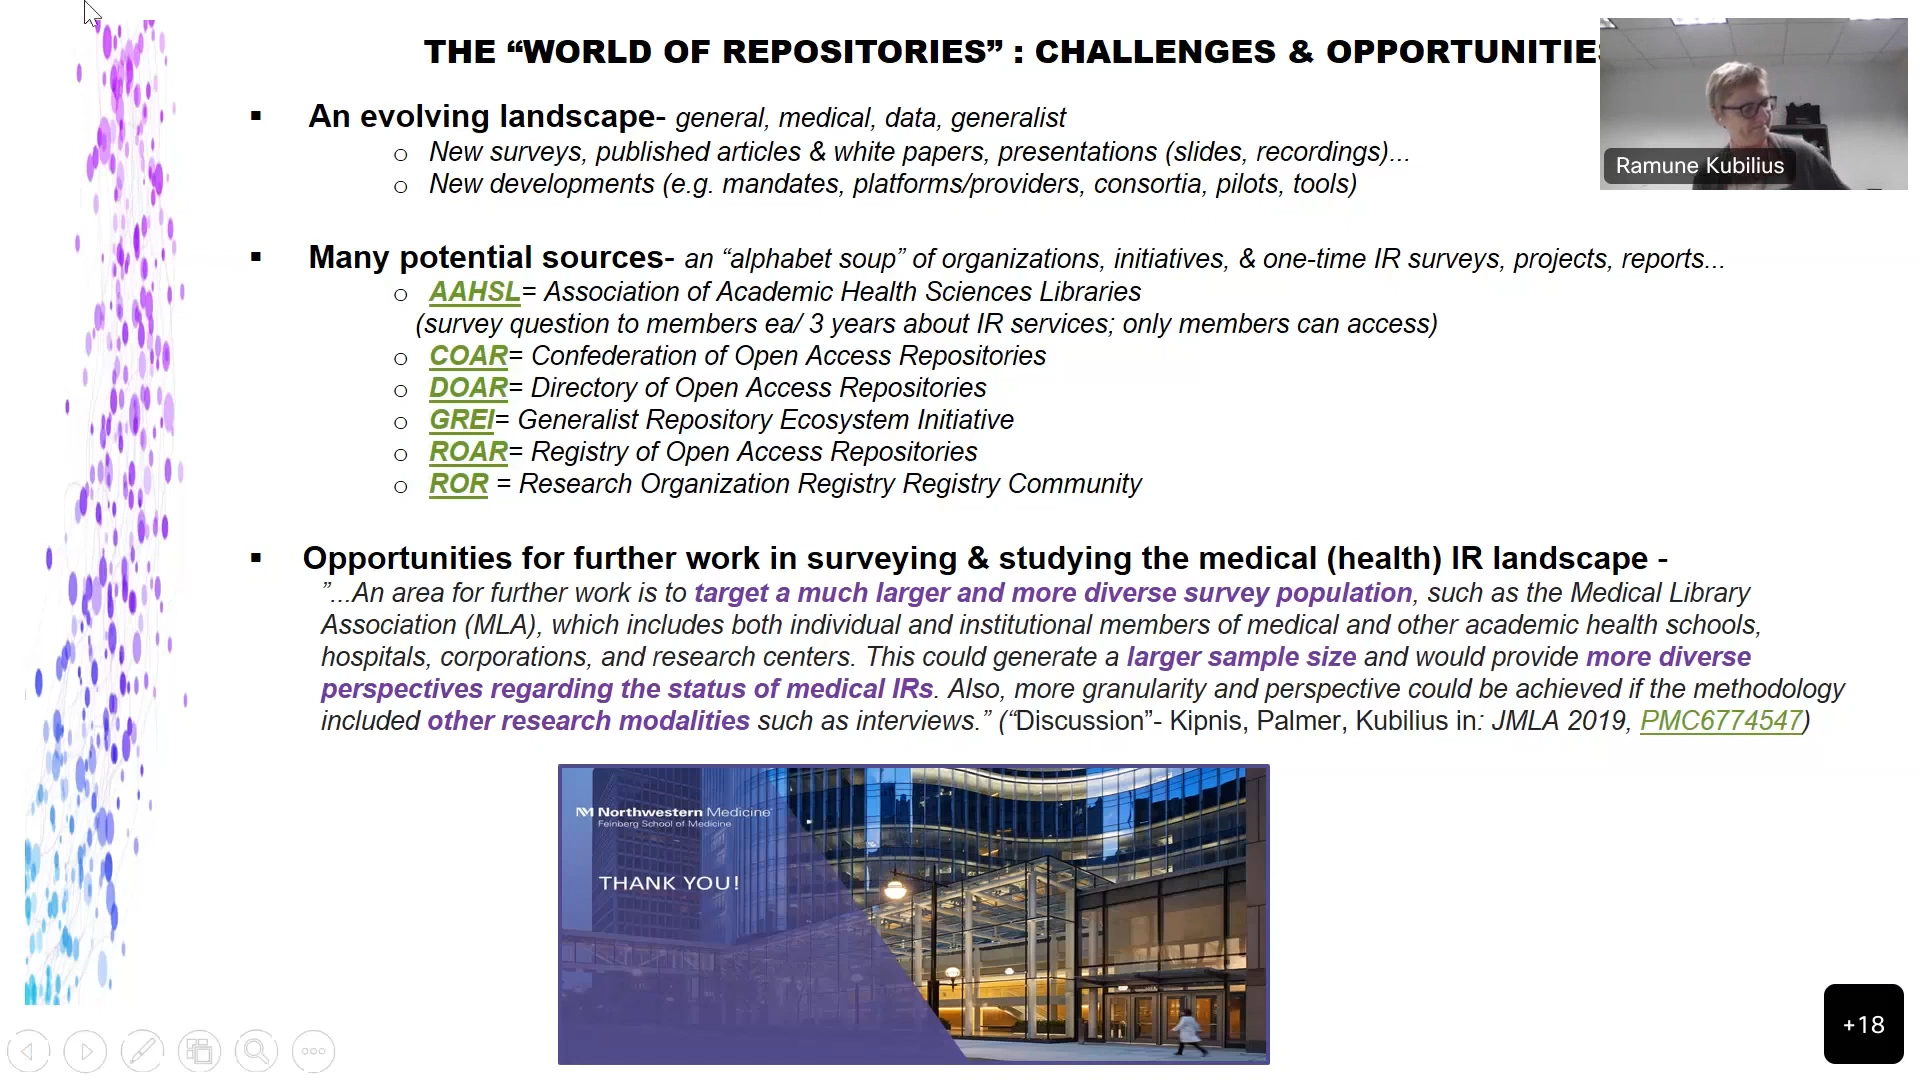 THE “WORLD OF REPOSITORIES” : CHALLENGES & OPPORTUNITIES
Ramune Kubilius
▪ An evolving landscape- general, medical, data, generalist
o New surveys, published articles & white papers, presentations (slides, recordings)...
o New developments (e.g. mandates, platforms/providers, consortia, pilots, tools)
▪ Many potential sources- an “alphabet soup” of organizations, initiatives, & one-time IR surveys, projects, reports...
o AAHSL= Association of Academic Health Sciences Libraries
(survey question to members ea/ 3 years about IR services; only members can access)
o COAR= Confederation of Open Access Repositories
o DOAR= Directory of Open Access Repositories
o GREI= Generalist Repository Ecosystem Initiative
o ROAR= Registry of Open Access Repositories
o ROR = Research Organization Registry Registry Community
▪ Opportunities for further work in surveying & studying the medical (health) IR landscape -
”...An area for further work is to target a much larger and more diverse survey population, such as the Medical Library
Association (MLA), which includes both individual and institutional members of medical and other academic health schools,
hospitals, corporations, and research centers. This could generate a larger sample size and would provide more diverse
perspectives regarding the status of medical IRs. Also, more granularity and perspective could be achieved if the methodology
included other research modalities such as interviews.” (“Discussion”- Kipnis, Palmer, Kubilius in: JMLA 2019, PMC6774547)
Northwestern Medicine
Feinberg School of Medicine
THANK YOU!
+18